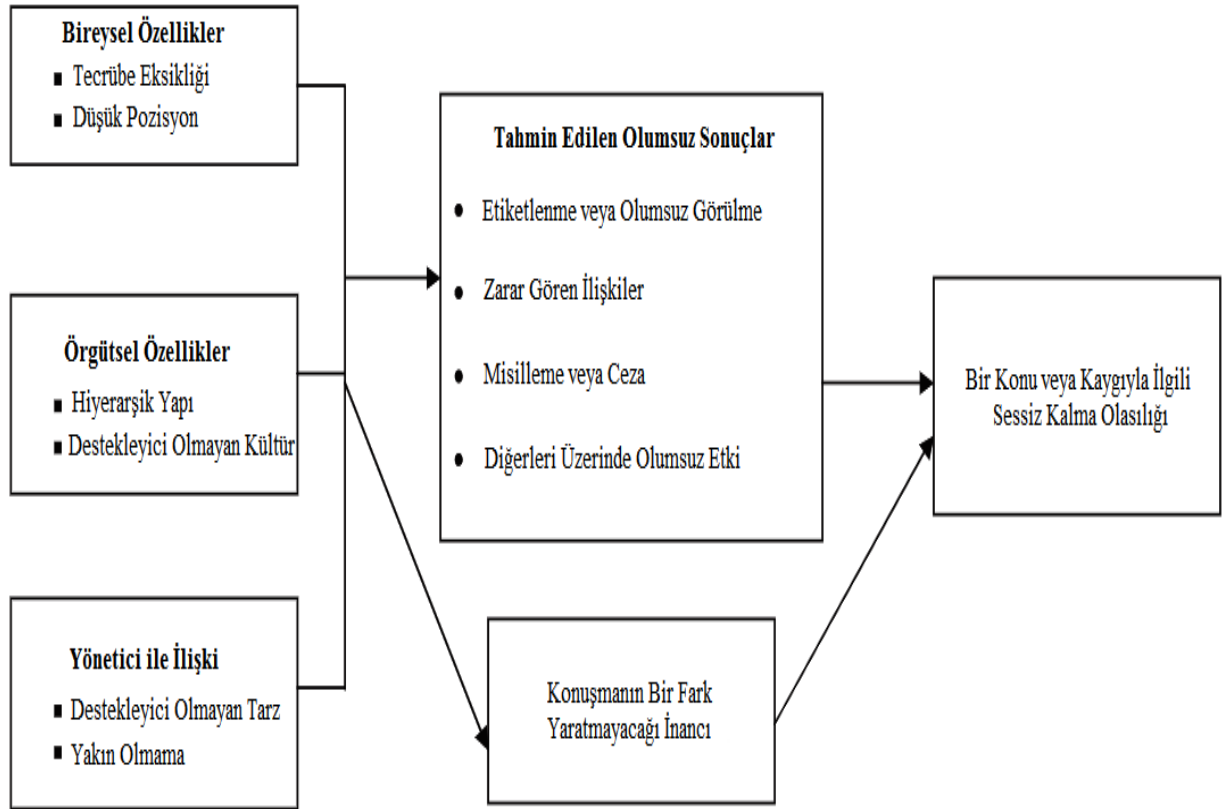 Bireysel Özellikler
▪ Tecrübe Eksikliği
▪ Düşük Pozisyon
Örgütsel Özellikler
▪ Hiyerarşik Yapı
▪ Destekleyici Olmayan Kültür
Yönetici ile İlişki
▪ Destekleyici Olmayan Tarz
▪ Yakın Olmama
Tahmin Edilen Olumsuz Sonuçlar
• Etiketlenme veya Olumsuz Görülme
• Zarar Gören İlişkiler
• Misilleme veya Ceza
• Diğerleri Üzerinde Olumsuz Etki
Konuşmanın Bir Fark
Yaratmayacağı İnancı
Bir Konu veya Kaygıyla İlgili
Sessiz Kalma Olasılığı